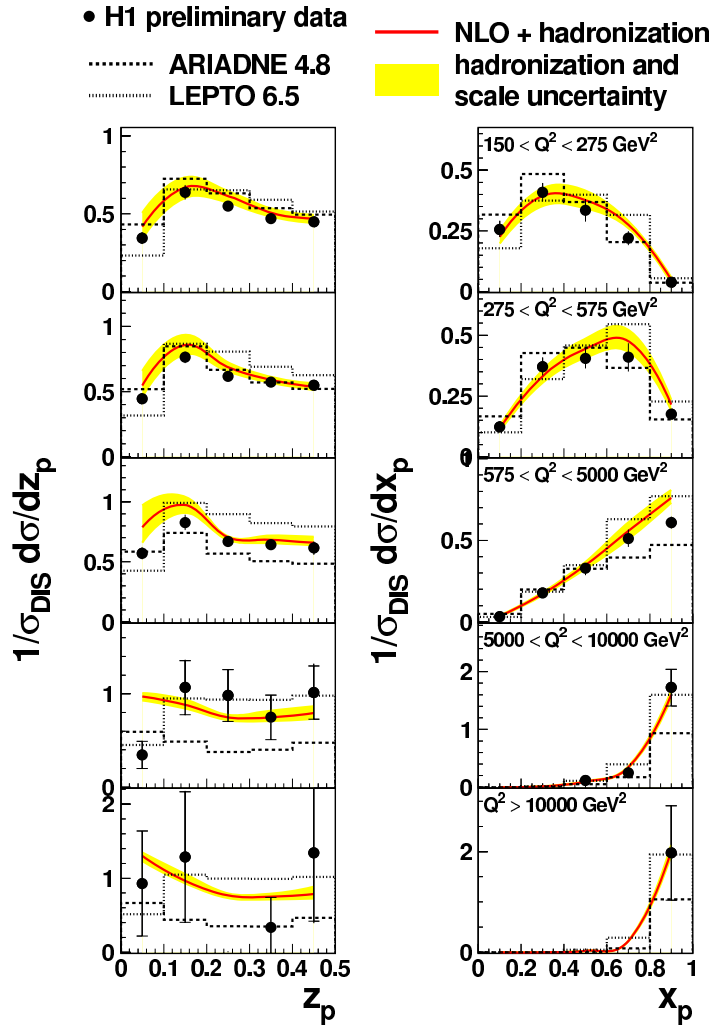 H1 preliminary data
NLO + hadronization
ARIADNE 4.8
hadronization and
LEPTO 6.5
scale uncertainty
1
0.5
0
150 < Q² < 275 GeV²
0.5
0.25
0
1
0.5
0
275 < Q² < 575 GeV²
0.5
0.25
0
1
0.5
0
575 < Q² < 5000 GeV²
0.5
0
1
0
5000 < Q² < 10000 GeV²
2
1
0
2
1
0
Q² > 10000 GeV²
2
1
0
1/σ_DIS dσ/dz_p
1/σ_DIS dσ/dx_p
0 0.1 0.2 0.3 0.4 0.5
0 0.2 0.4 0.6 0.8 1
z_p
x_p